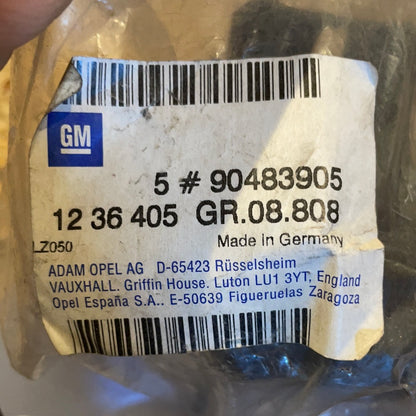 GM
5 # 90483905
12 36 405 GR.08.808
LZ050 Made in Germany
ADAM OPEL AG D-65423 Rüsselsheim
VAUXHALL. Griffin House. Luton LU1 3YT, England
Opel España S.A.. E-50639 Figueruelas Zaragoza